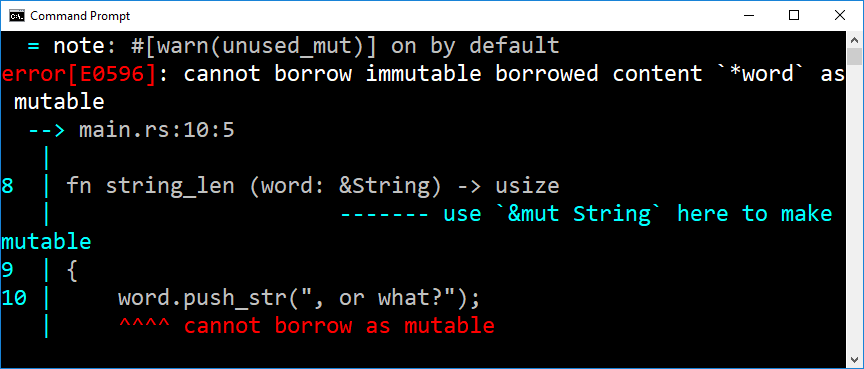 C:\. Command Prompt
= note: #[warn(unused_mut)] on by default
error[E0596]: cannot borrow immutable borrowed content `*word` as
mutable
--> main.rs:10:5
|
8 | fn string_len (word: &String) -> usize
| ------- use `&mut String` here to make
mutable
9 | {
10 | word.push_str(", or what?");
| ^^^^ cannot borrow as mutable